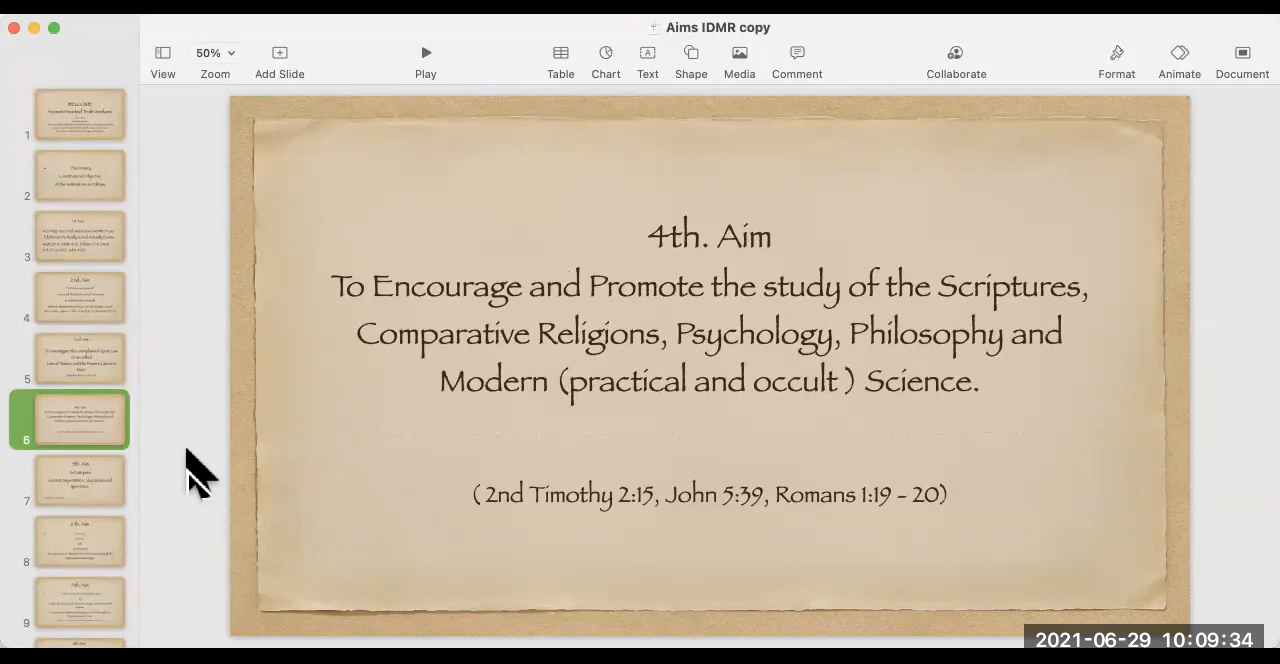 Aims IDMR copy
50%
View
Zoom
Add Slide
Play
Table
Chart
Text
Shape
Media
Comment
Collaborate
Format
Animate
Document
1
2
3
4
5
6
7
8
9
WELCOME
2nd. Aim
4th. Aim
To Encourage and Promote the study of the Scriptures,
Comparative Religions, Psychology, Philosophy and
Modern (practical and occult ) Science.
( 2nd Timothy 2:15, John 5:39, Romans 1:19 - 20)
2021-06-29 10:09:34